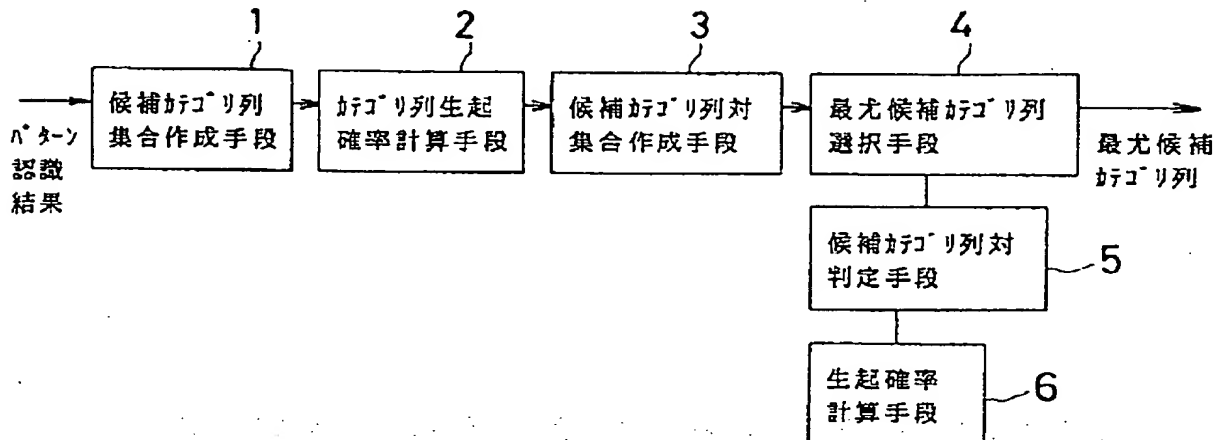 1
2
3
4
候補ｶﾃｺﾞﾘ列
集合作成手段
ｶﾃｺﾞﾘ列生起
確率計算手段
候補ｶﾃｺﾞﾘ列対
集合作成手段
最尤候補ｶﾃｺﾞﾘ列
選択手段
ﾊﾟﾀｰﾝ
認識
結果
最尤候補
ｶﾃｺﾞﾘ列
候補ｶﾃｺﾞﾘ列対
判定手段
5
生起確率
計算手段
6